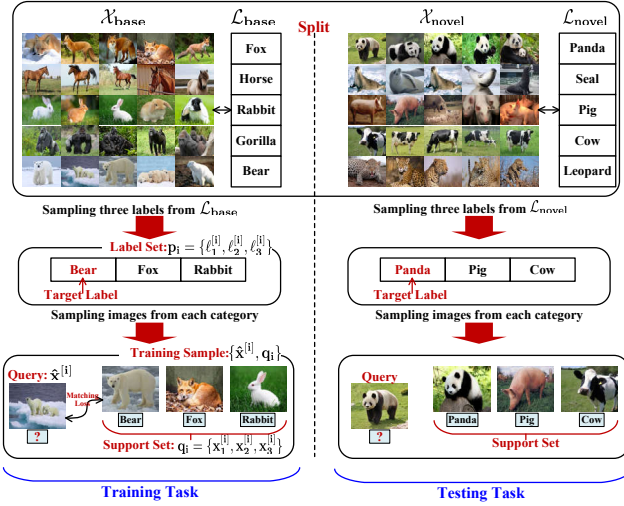 𝒳base ℒbase Split 𝒳novel ℒnovel
Fox
Horse
Rabbit
Gorilla
Bear
Panda
Seal
Pig
Cow
Leopard
Sampling three labels from ℒbase
Sampling three labels from ℒnovel
Label Set: pᵢ = {ℓ₁^[i], ℓ₂^[i], ℓ₃^[i]}
Bear Fox Rabbit
Target Label
Panda Pig Cow
Target Label
Sampling images from each category
Sampling images from each category
Training Sample: {x̂^[i], qᵢ}
Query: x̂^[i]
Matching
Loss
?
Bear Fox Rabbit
Support Set: qᵢ = {x₁^[i], x₂^[i], x₃^[i]}
Query
?
Panda Pig Cow
Support Set
Training Task
Testing Task